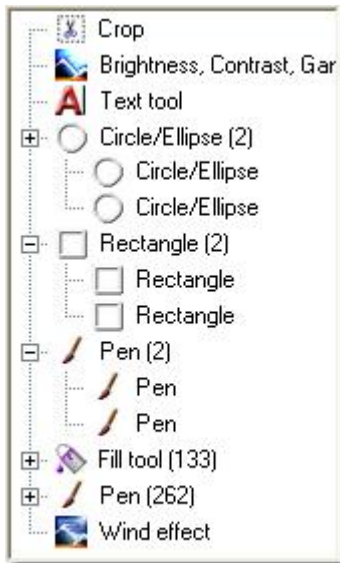 Crop
Brightness, Contrast, Gar
Text tool
Circle/Ellipse (2)
Circle/Ellipse
Circle/Ellipse
Rectangle (2)
Rectangle
Rectangle
Pen (2)
Pen
Pen
Fill tool (133)
Pen (262)
Wind effect